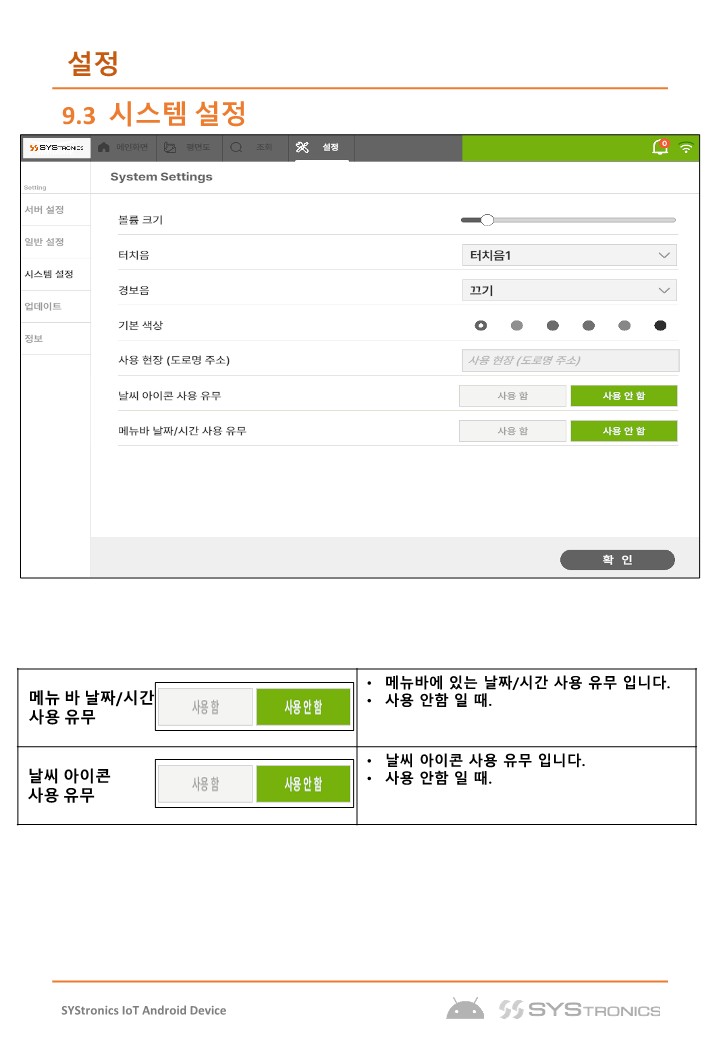 설정
9.3 시스템 설정
SYSTRONICS
메인화면
평면도
조회
설정
0
Setting
System Settings
서버 설정
일반 설정
시스템 설정
업데이트
정보
볼륨 크기
터치음
터치음1
경보음
끄기
기본 색상
사용 현장 (도로명 주소)
사용 현장 (도로명 주소)
날씨 아이콘 사용 유무
사용 함
사용 안 함
메뉴바 날짜/시간 사용 유무
사용 함
사용 안 함
확 인
메뉴 바 날짜/시간
사용 유무
사용 함
사용 안 함
• 메뉴바에 있는 날짜/시간 사용 유무 입니다.
• 사용 안함 일 때.
날씨 아이콘
사용 유무
사용 함
사용 안 함
• 날씨 아이콘 사용 유무 입니다.
• 사용 안함 일 때.
SYStronics IoT Android Device
SYSTRONICS